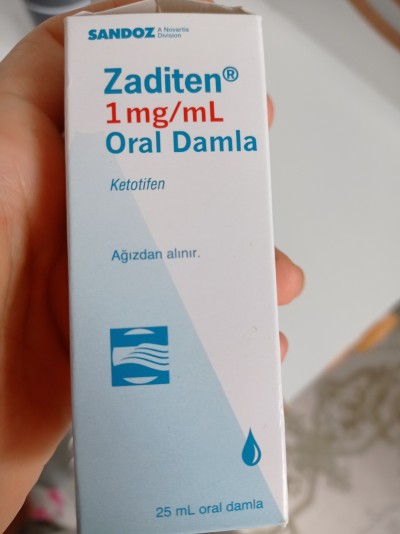 SANDOZ A Novartis
Division
Zaditen®
1 mg/mL
Oral Damla
Ketotifen
Ağızdan alınır.
25 mL oral damla